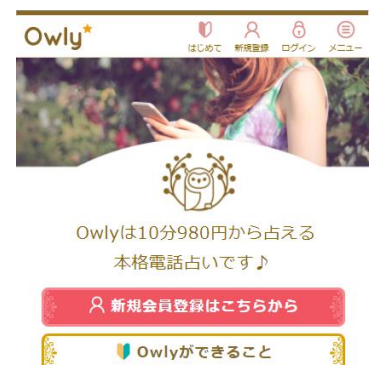 Owly
はじめて 新規登録 ログイン メニュー
Owlyは10分980円から占える
本格電話占いです♪
新規会員登録はこちらから
Owlyができること